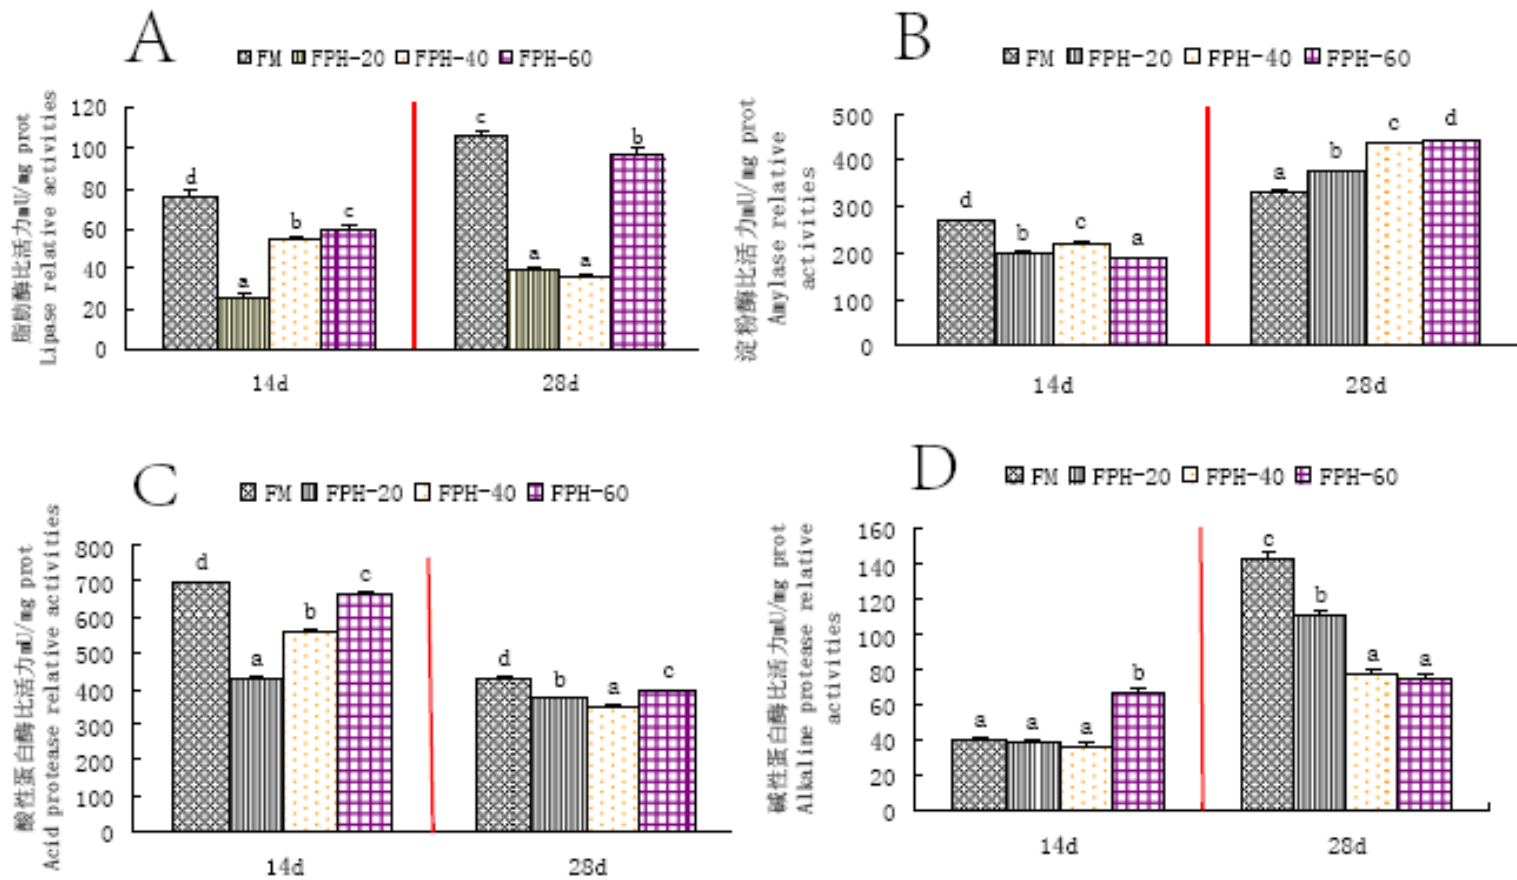 A
FM FPH-20 FPH-40 FPH-60
脂肪酶比活力mU/mg prot
Lipase relative activities
120
100
80
60
40
20
0
d
a
b
c
c
a
a
b
14d
28d
B
FM FPH-20 FPH-40 FPH-60
淀粉酶比活力mU/mg prot
Amylase relative
activities
500
400
300
200
100
0
d
b
c
a
a
b
c
d
14d
28d
C
FM FPH-20 FPH-40 FPH-60
酸性蛋白酶比活力mU/mg prot
Acid protease relative activities
800
700
600
500
400
300
200
100
0
d
a
b
c
d
b
a
c
14d
28d
D
FM FPH-20 FPH-40 FPH-60
碱性蛋白酶比活力mU/mg prot
Alkaline protease relative
activities
160
140
120
100
80
60
40
20
0
a
a
a
b
c
b
a
a
14d
28d